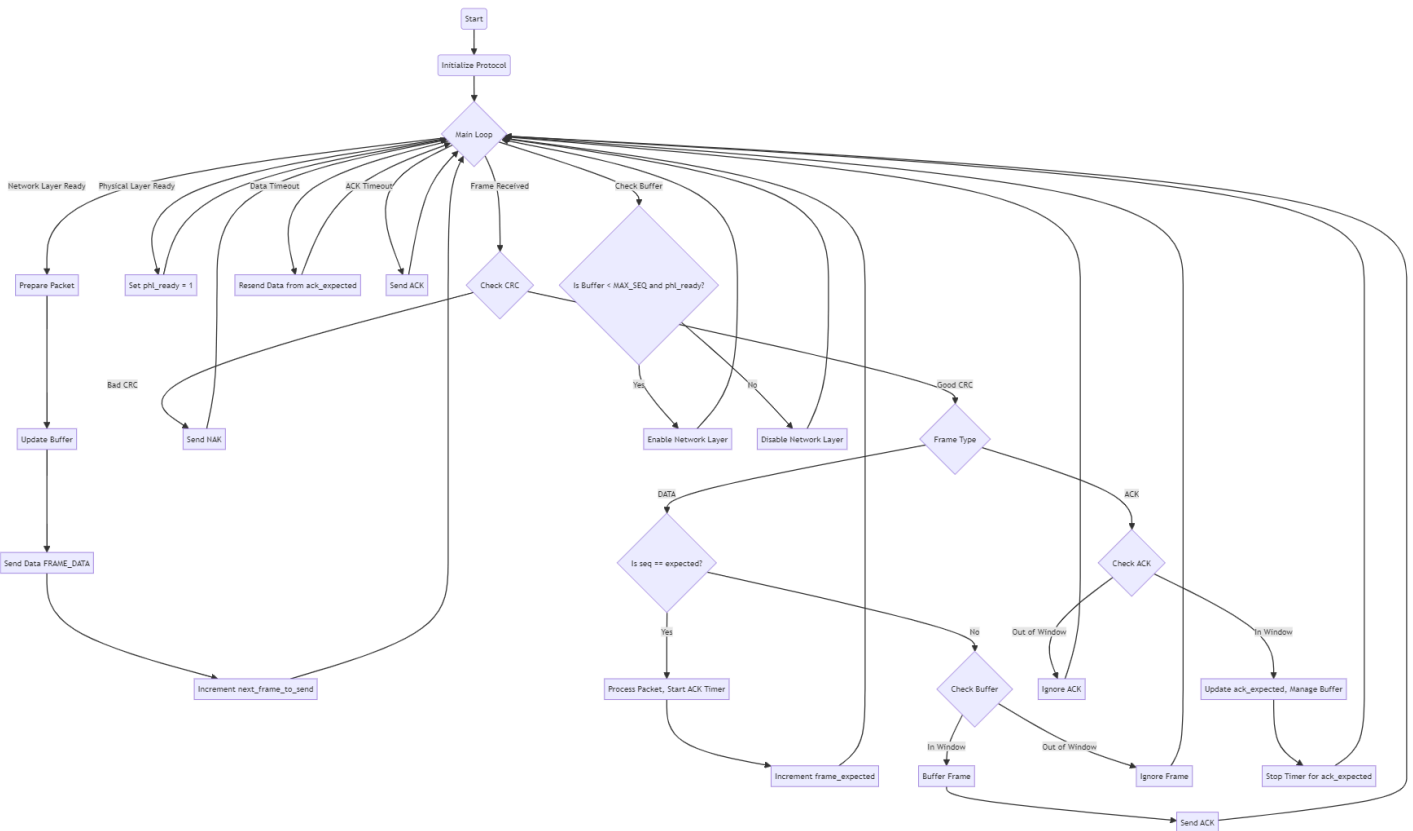 Start
Initialize Protocol
Main Loop
Network Layer Ready
Physical Layer Ready
Data Timeout
ACK Timeout
Frame Received
Check Buffer
Prepare Packet
Set phl_ready = 1
Resend Data from ack_expected
Send ACK
Check CRC
Is Buffer < MAX_SEQ and phl_ready?
Bad CRC
Yes
No
Good CRC
Update Buffer
Send NAK
Enable Network Layer
Disable Network Layer
Frame Type
DATA
ACK
Send Data FRAME_DATA
Is seq == expected?
Check ACK
Yes
No
Out of Window
In Window
Increment next_frame_to_send
Process Packet, Start ACK Timer
Check Buffer
Ignore ACK
Update ack_expected, Manage Buffer
In Window
Out of Window
Increment frame_expected
Buffer Frame
Ignore Frame
Stop Timer for ack_expected
Send ACK